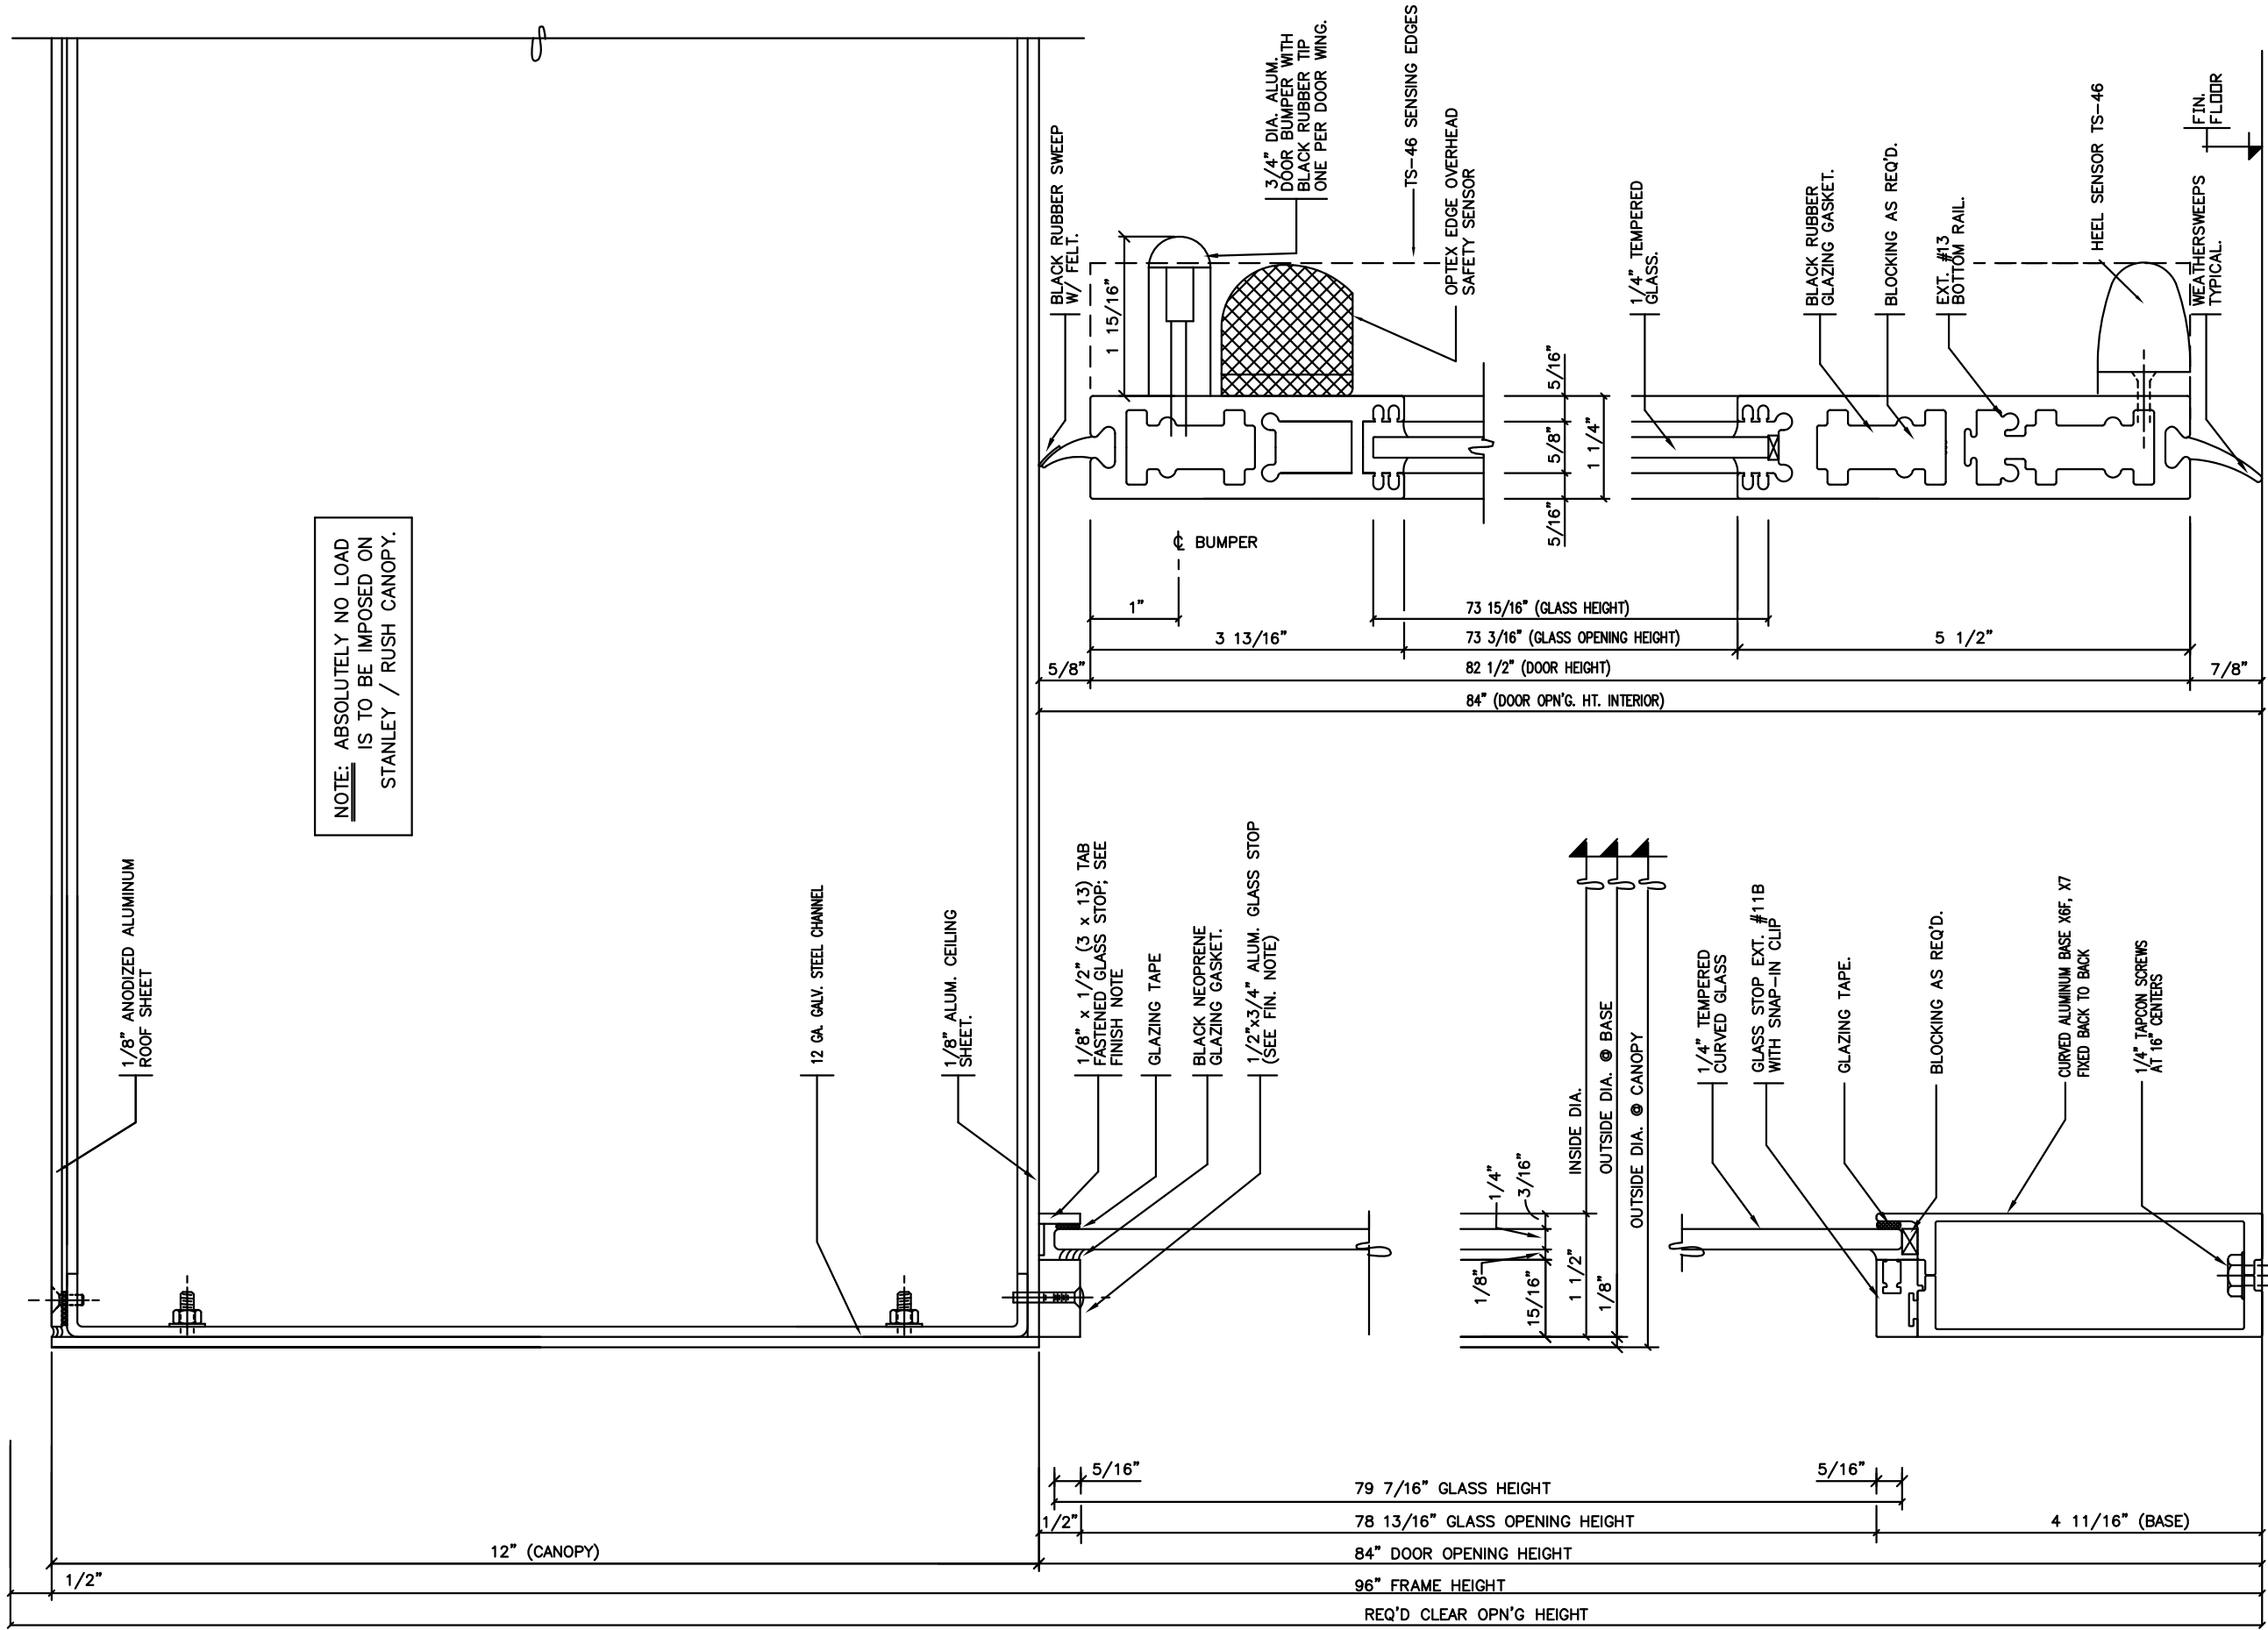 NOTE: ABSOLUTELY NO LOAD
IS TO BE IMPOSED ON
STANLEY / RUSH CANOPY.
1/8" ANODIZED ALUMINUM
ROOF SHEET
12 GA. GALV. STEEL CHANNEL
1/8" ALUM. CEILING
SHEET.
1/8" x 1/2" (3 x 13) TAB
FASTENED GLASS STOP; SEE
FINISH NOTE
GLAZING TAPE
BLACK NEOPRENE
GLAZING GASKET.
1/2"x3/4" ALUM. GLASS STOP
(SEE FIN. NOTE)
BLACK RUBBER SWEEP
W/ FELT.
1 15/16"
3/4" DIA. ALUM.
DOOR BUMPER WITH
BLACK RUBBER TIP
ONE PER DOOR WING.
TS-46 SENSING EDGES
OPTEX EDGE OVERHEAD
SAFETY SENSOR
1/4" TEMPERED
GLASS.
BLACK RUBBER
GLAZING GASKET.
BLOCKING AS REQ'D.
EXT. #13
BOTTOM RAIL.
HEEL SENSOR TS-46
WEATHERSWEEPS
TYPICAL.
FIN.
FLOOR
5/16"
5/8"
1 1/4"
5/16"
℄ BUMPER
1"
73 15/16" (GLASS HEIGHT)
3 13/16"
73 3/16" (GLASS OPENING HEIGHT)
5 1/2"
5/8"
82 1/2" (DOOR HEIGHT)
7/8"
84" (DOOR OPN'G. HT. INTERIOR)
INSIDE DIA.
OUTSIDE DIA. @ BASE
OUTSIDE DIA. @ CANOPY
1/4"
3/16"
1/8"
15/16"
1 1/2"
1/8"
1/4" TEMPERED
CURVED GLASS
GLASS STOP EXT. #11B
WITH SNAP-IN CLIP
GLAZING TAPE.
BLOCKING AS REQ'D.
CURVED ALUMINUM BASE X6F, X7
FIXED BACK TO BACK
1/4" TAPCON SCREWS
AT 16" CENTERS
5/16"
79 7/16" GLASS HEIGHT
5/16"
1/2"
78 13/16" GLASS OPENING HEIGHT
4 11/16" (BASE)
12" (CANOPY)
84" DOOR OPENING HEIGHT
1/2"
96" FRAME HEIGHT
REQ'D CLEAR OPN'G HEIGHT